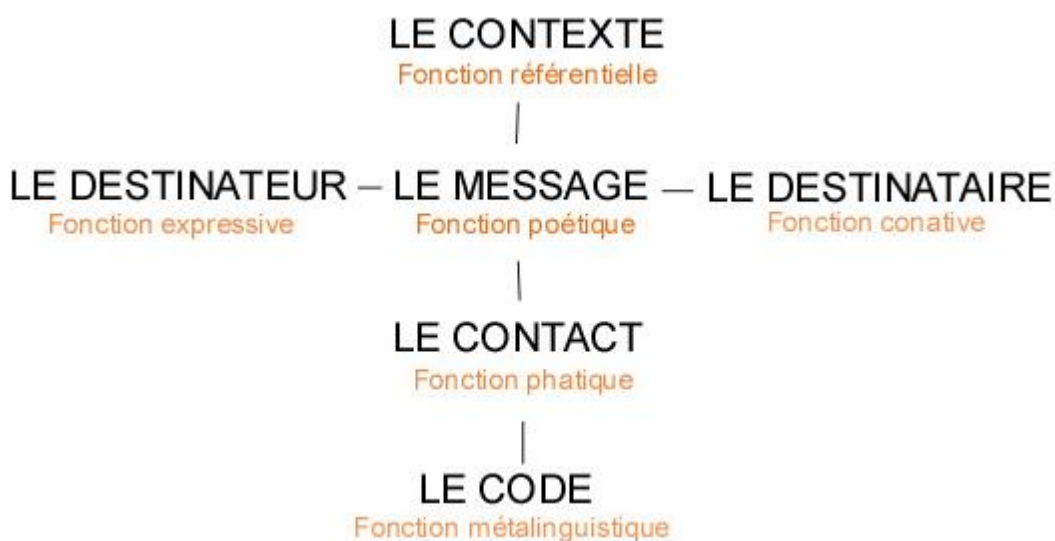 LE CONTEXTE
Fonction référentielle
LE DESTINATEUR – LE MESSAGE – LE DESTINATAIRE
Fonction expressive Fonction poétique Fonction conative
LE CONTACT
Fonction phatique
LE CODE
Fonction métalinguistique